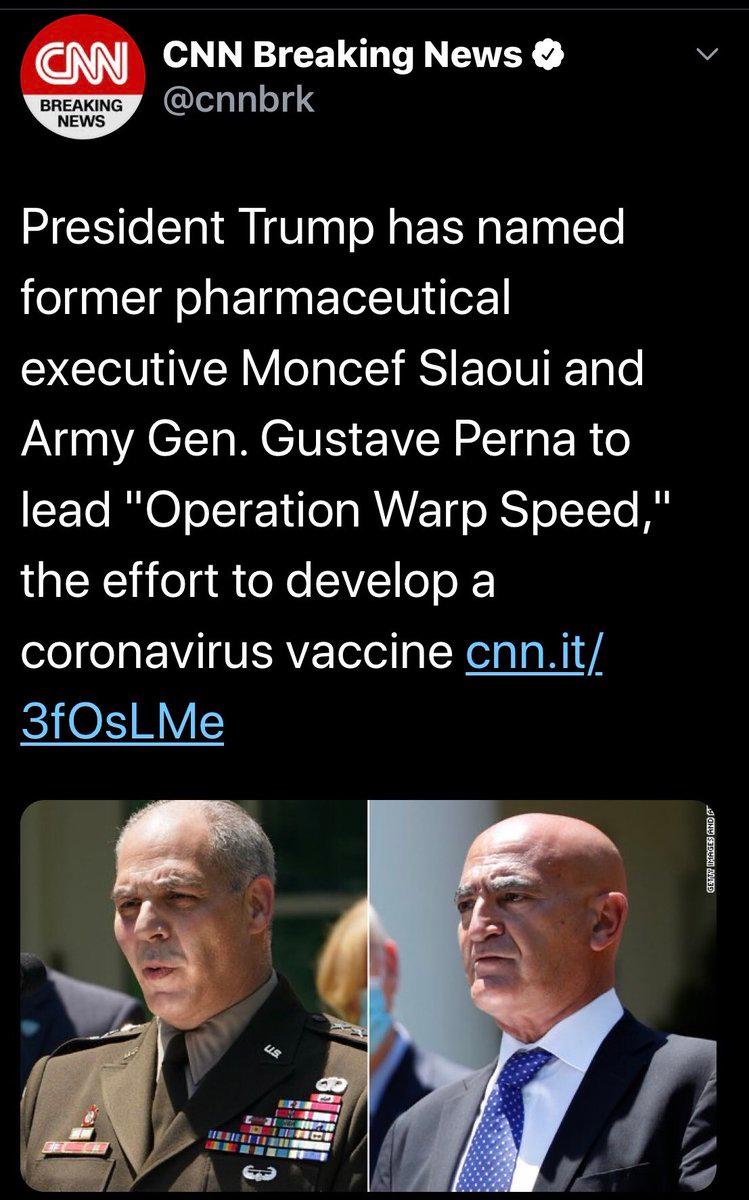 CNN
BREAKING
NEWS
CNN Breaking News
@cnnbrk
President Trump has named
former pharmaceutical
executive Moncef Slaoui and
Army Gen. Gustave Perna to
lead "Operation Warp Speed,"
the effort to develop a
coronavirus vaccine cnn.it/
3fOsLMe
GETTY IMAGES AND
US